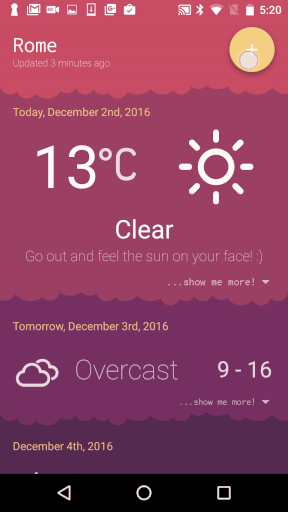 5:20
Rome
Updated 3 minutes ago
Today, December 2nd, 2016
13°C
Clear
Go out and feel the sun on your face! :)
...show me more!
Tomorrow, December 3rd, 2016
Overcast 9 - 16
...show me more!
December 4th, 2016